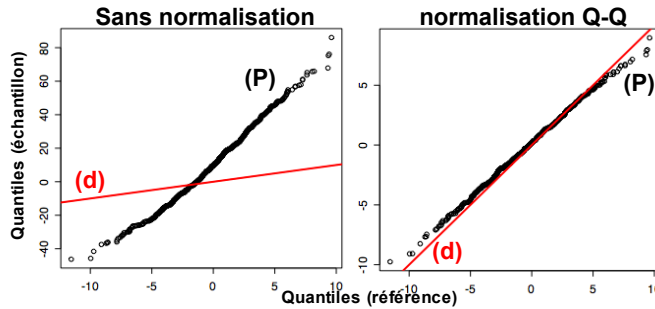 Sans normalisation
normalisation Q-Q
Quantiles (échantillon)
80
60
40
20
0
-20
-40
(P)
(d)
-10
-5
0
5
10
5
0
-5
-10
(P)
(d)
-10
-5
0
5
10
Quantiles (référence)